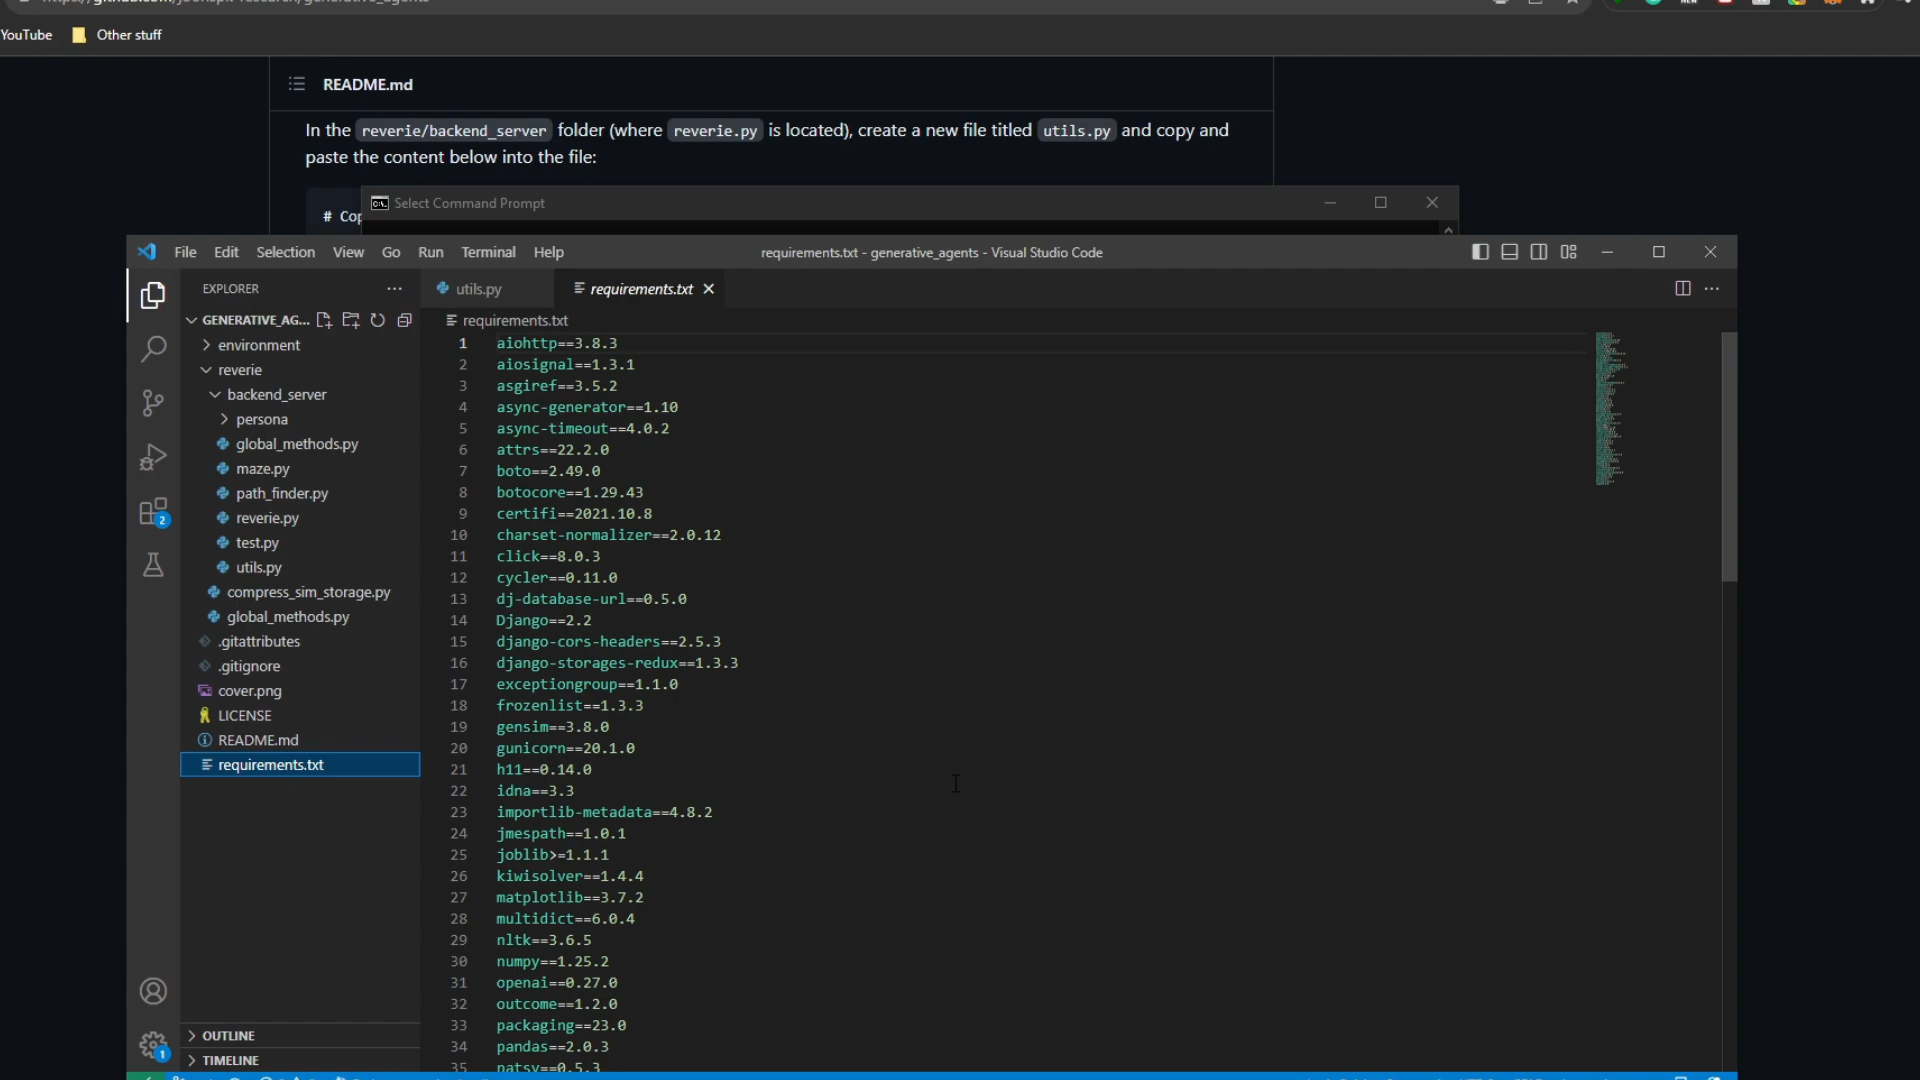 YouTube Other stuff
README.md
In the reverie/backend_server folder (where reverie.py is located), create a new file titled utils.py and copy and
paste the content below into the file:
# Cop
Select Command Prompt
File Edit Selection View Go Run Terminal Help
requirements.txt - generative_agents - Visual Studio Code
EXPLORER
utils.py
requirements.txt
GENERATIVE_AG...
requirements.txt
environment
reverie
backend_server
persona
global_methods.py
maze.py
path_finder.py
reverie.py
test.py
utils.py
compress_sim_storage.py
global_methods.py
.gitattributes
.gitignore
cover.png
LICENSE
README.md
requirements.txt
OUTLINE
TIMELINE
2
1
1 aiohttp==3.8.3
2 aiosignal==1.3.1
3 asgiref==3.5.2
4 async-generator==1.10
5 async-timeout==4.0.2
6 attrs==22.2.0
7 boto==2.49.0
8 botocore==1.29.43
9 certifi==2021.10.8
10 charset-normalizer==2.0.12
11 click==8.0.3
12 cycler==0.11.0
13 dj-database-url==0.5.0
14 Django==2.2
15 django-cors-headers==2.5.3
16 django-storages-redux==1.3.3
17 exceptiongroup==1.1.0
18 frozenlist==1.3.3
19 gensim==3.8.0
20 gunicorn==20.1.0
21 h11==0.14.0
22 idna==3.3
23 importlib-metadata==4.8.2
24 jmespath==1.0.1
25 joblib>=1.1.1
26 kiwisolver==1.4.4
27 matplotlib==3.7.2
28 multidict==6.0.4
29 nltk==3.6.5
30 numpy==1.25.2
31 openai==0.27.0
32 outcome==1.2.0
33 packaging==23.0
34 pandas==2.0.3
35 patsy==0.5.3